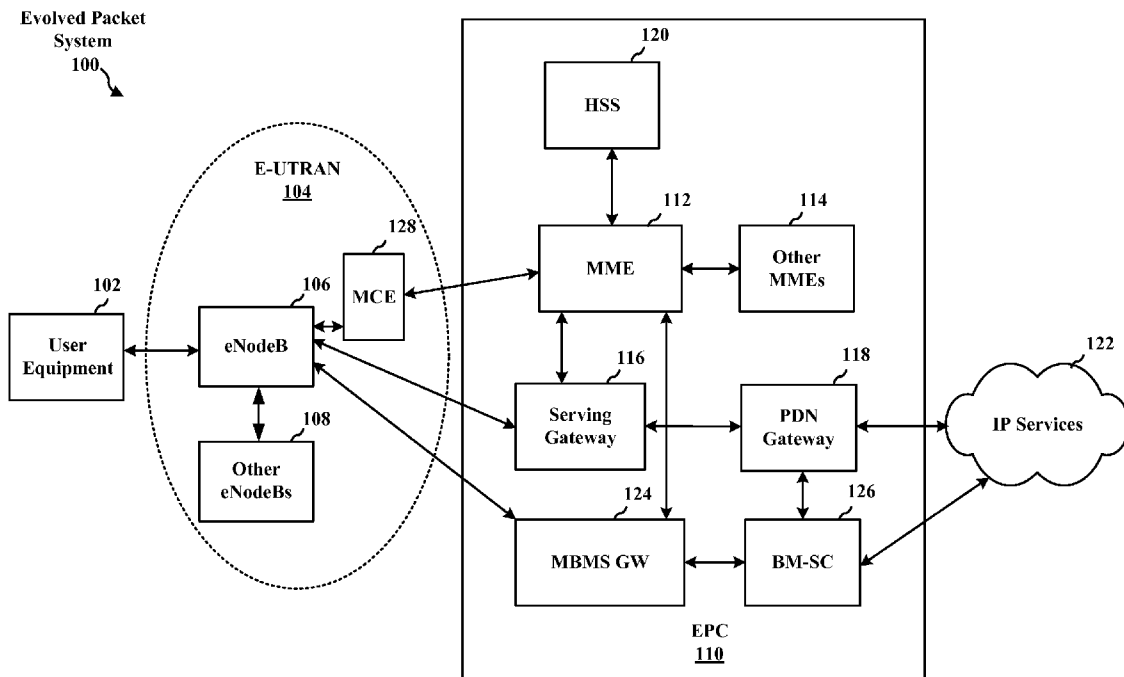 Evolved Packet
System
100
120
HSS
E-UTRAN
104
112
114
128
MME
Other
MMEs
MCE
106
102
eNodeB
User
Equipment
116
118
122
108
Serving
Gateway
PDN
Gateway
IP Services
Other
eNodeBs
124
126
MBMS GW
BM-SC
EPC
110